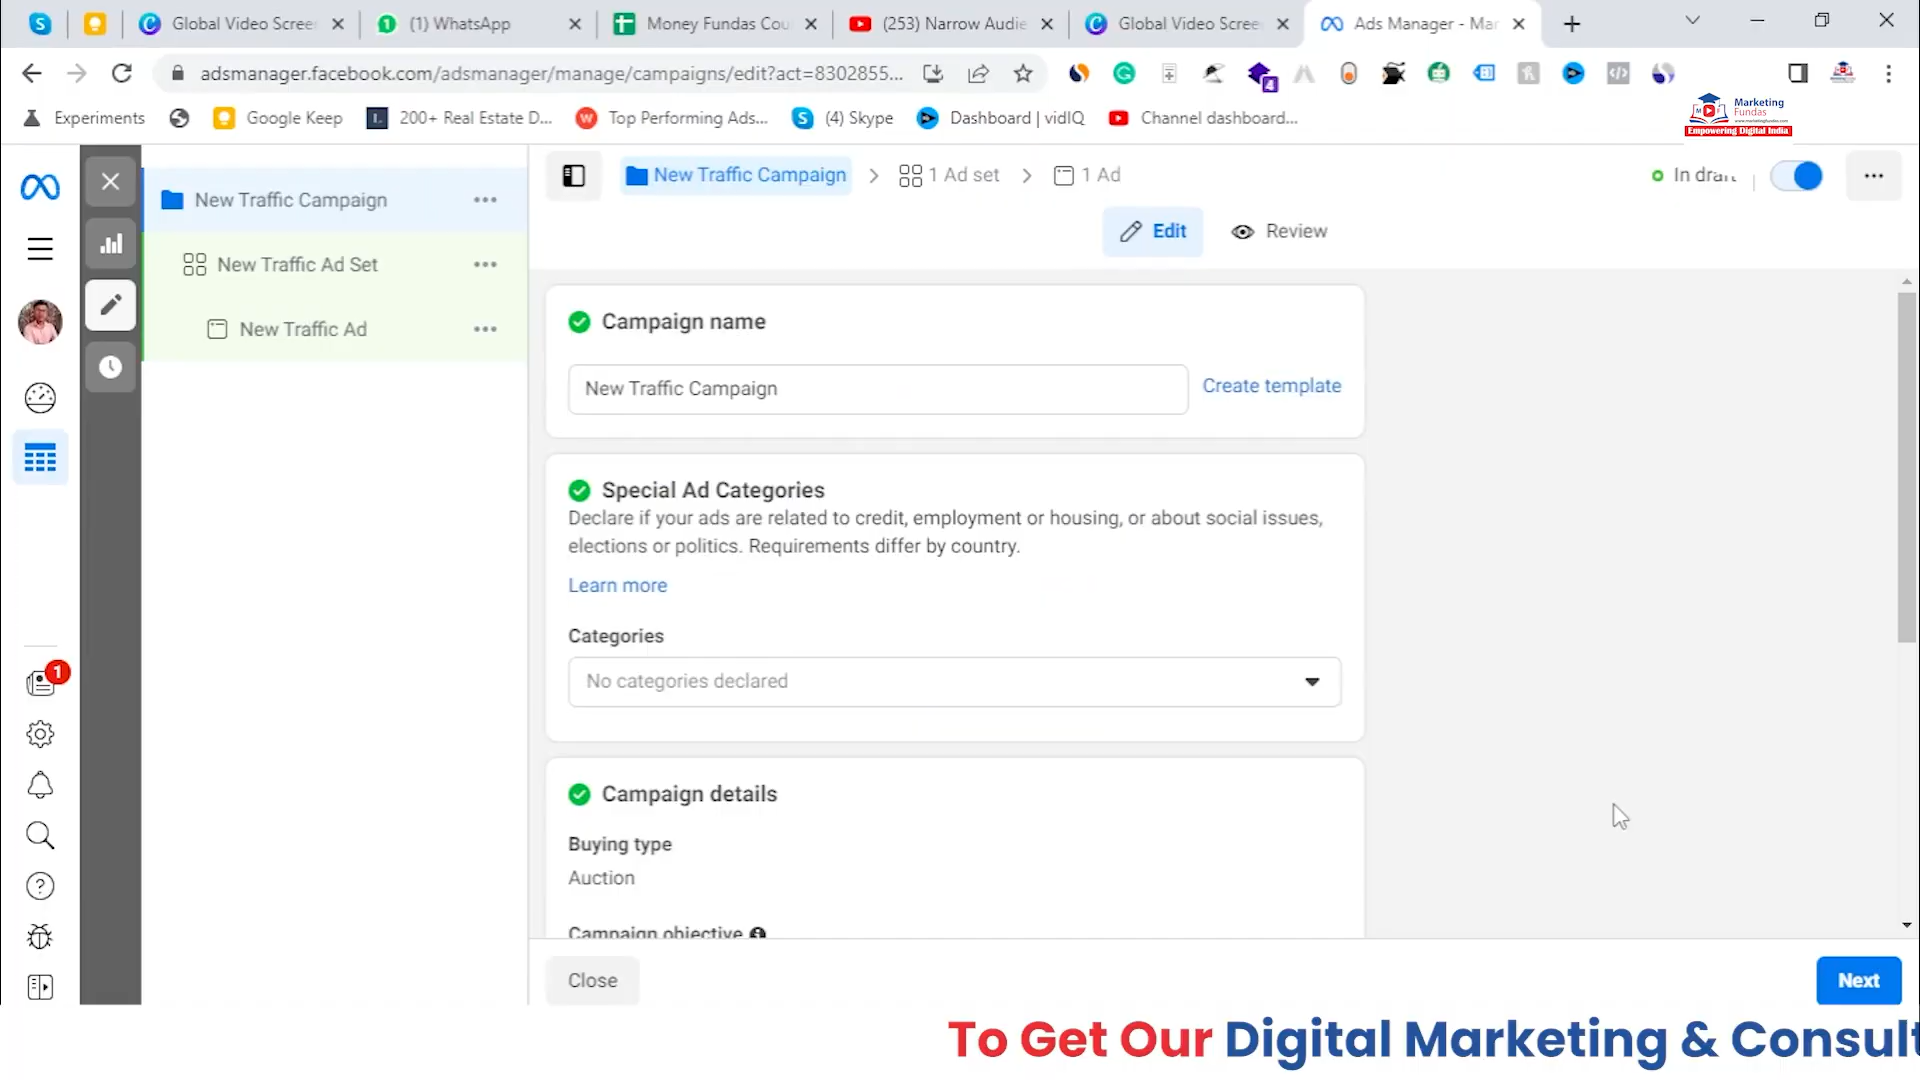 Global Video Scree
(1) WhatsApp
Money Fundas Cou
(253) Narrow Audie
Global Video Scree
Ads Manager - Mar
adsmanager.facebook.com/adsmanager/manage/campaigns/edit?act=8302855...
4
Experiments
Google Keep
200+ Real Estate D...
Top Performing Ads...
(4) Skype
Dashboard | vidIQ
Channel dashboard...
Marketing
Fundas
www.marketingfundas.com
Empowering Digital India
New Traffic Campaign
1 Ad set
1 Ad
In draft
Edit
Review
New Traffic Campaign
New Traffic Ad Set
New Traffic Ad
Campaign name
New Traffic Campaign
Create template
Special Ad Categories
Declare if your ads are related to credit, employment or housing, or about social issues,
elections or politics. Requirements differ by country.
Learn more
Categories
No categories declared
1
Campaign details
Buying type
Auction
Campaign objective
Close
Next
To Get Our Digital Marketing & Consult